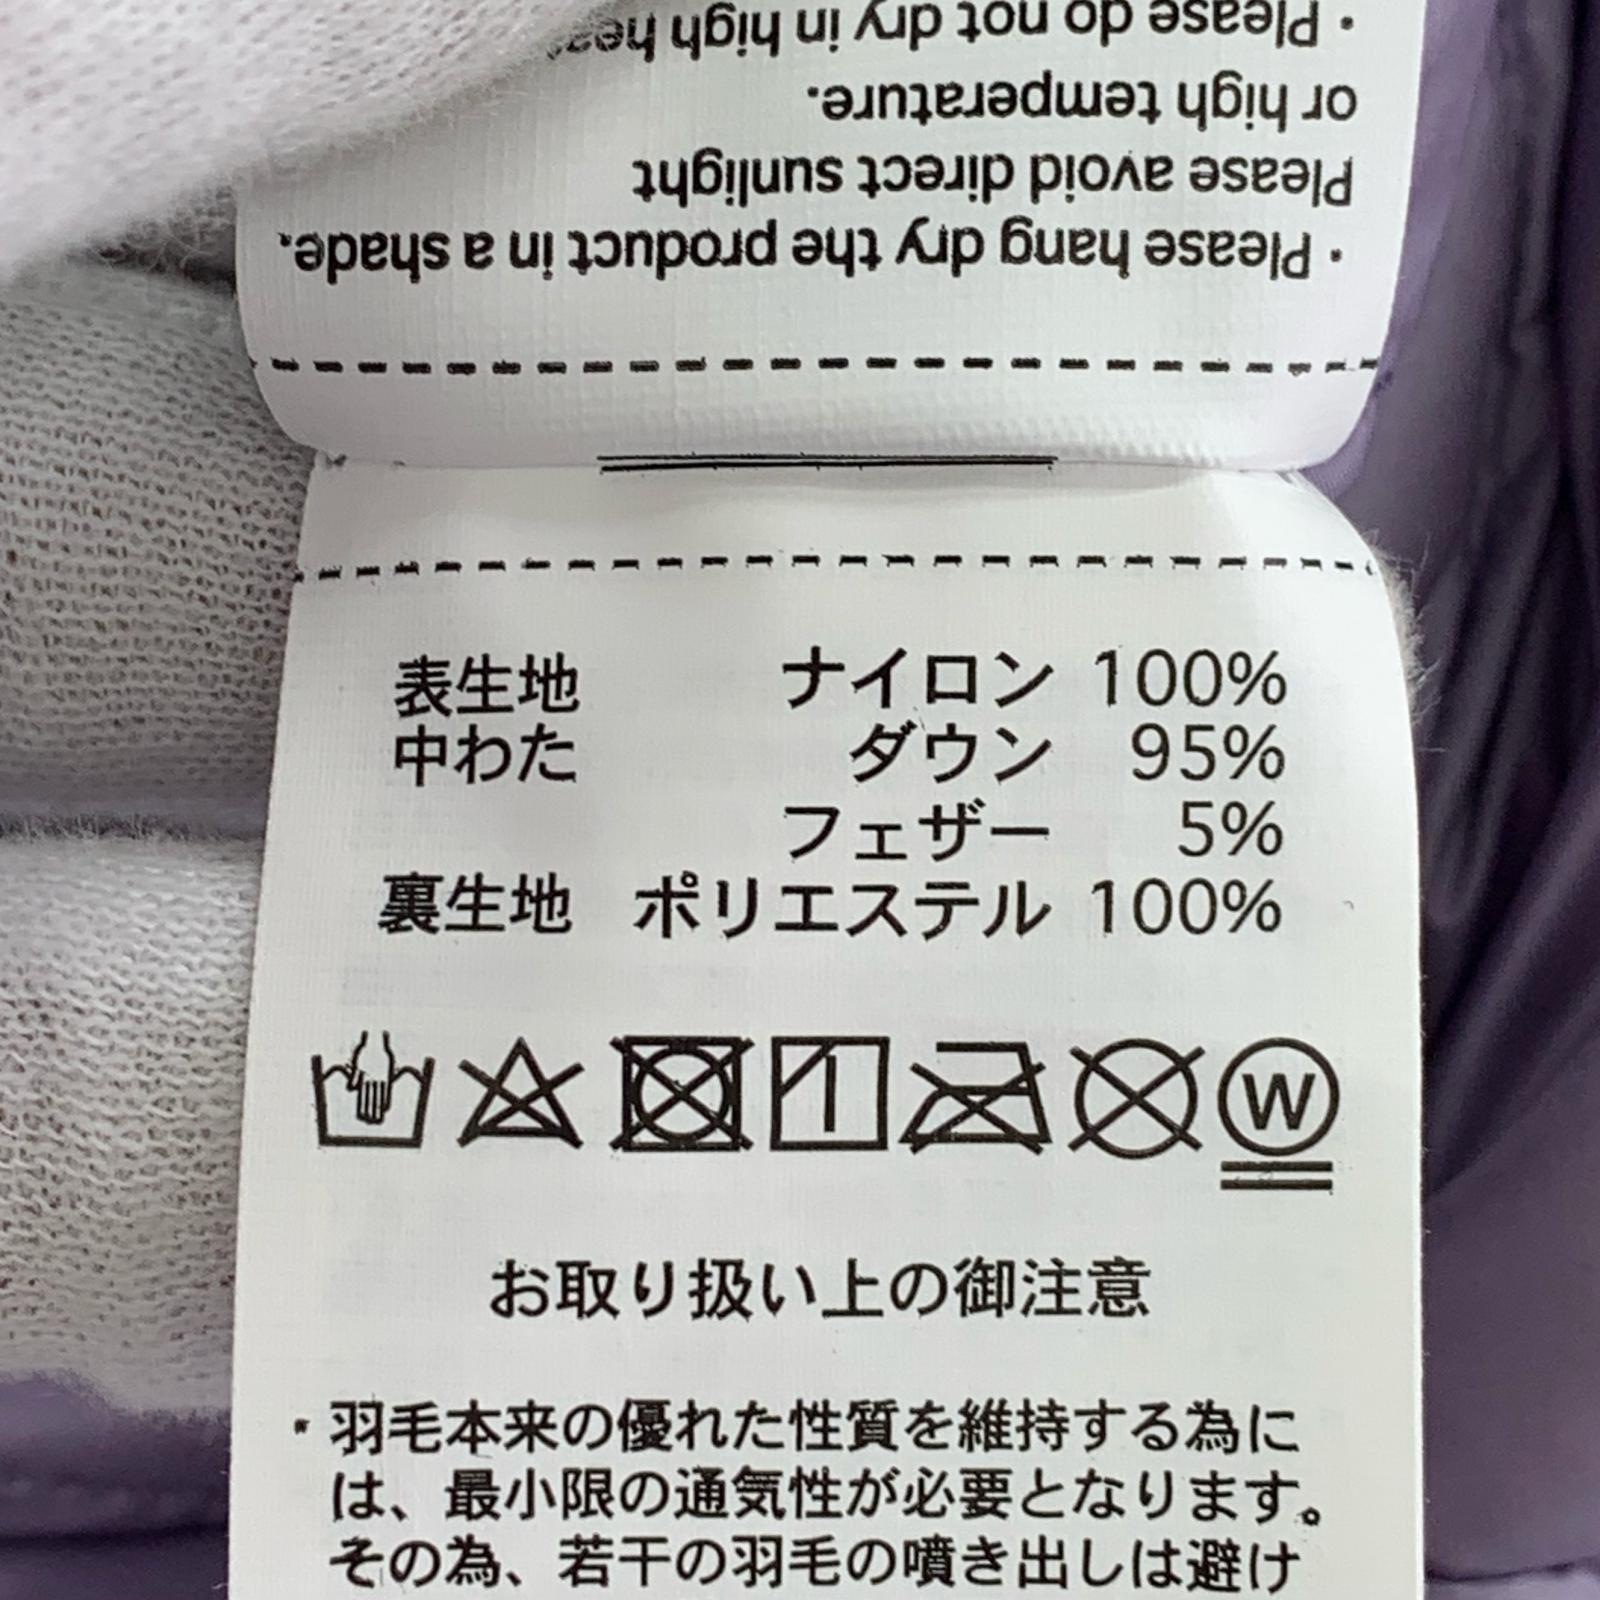 ・Please hang dry the product in a shade.
Please avoid direct sunlight
or high temperature.
・Please do not dry in high
表生地 ナイロン 100%
中わた ダウン 95%
フェザー 5%
裏生地 ポリエステル 100%
W
お取り扱い上の御注意
・羽毛本来の優れた性質を維持する為に
は、最小限の通気性が必要となります。
その為、若干の羽毛の噴き出しは避け